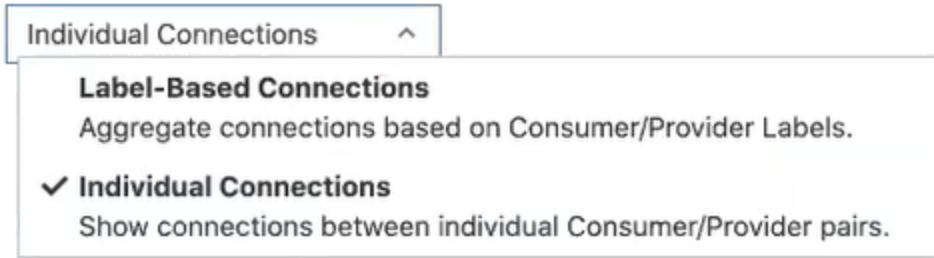 Individual Connections
Label-Based Connections
Aggregate connections based on Consumer/Provider Labels.
Individual Connections
Show connections between individual Consumer/Provider pairs.